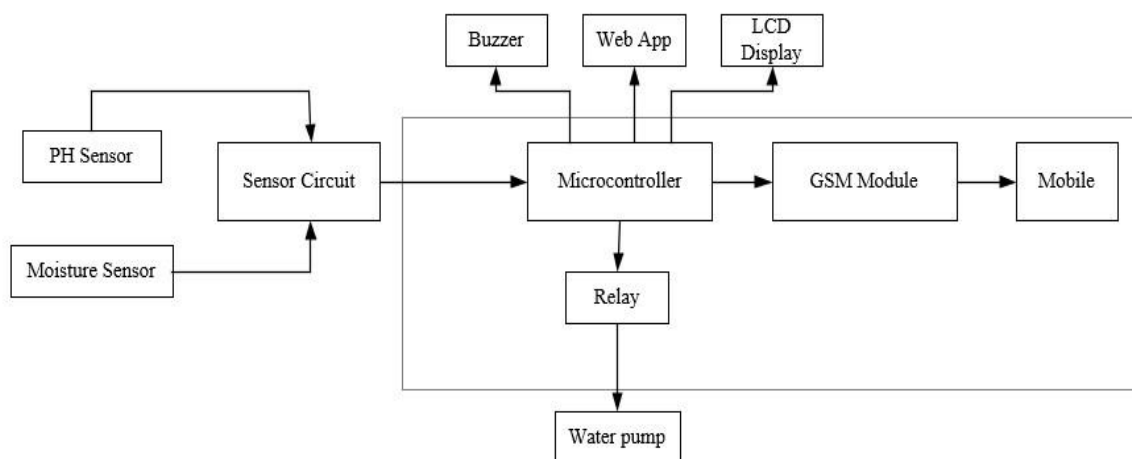 Buzzer
Web App
LCD
Display
PH Sensor
Sensor Circuit
Microcontroller
GSM Module
Mobile
Moisture Sensor
Relay
Water pump